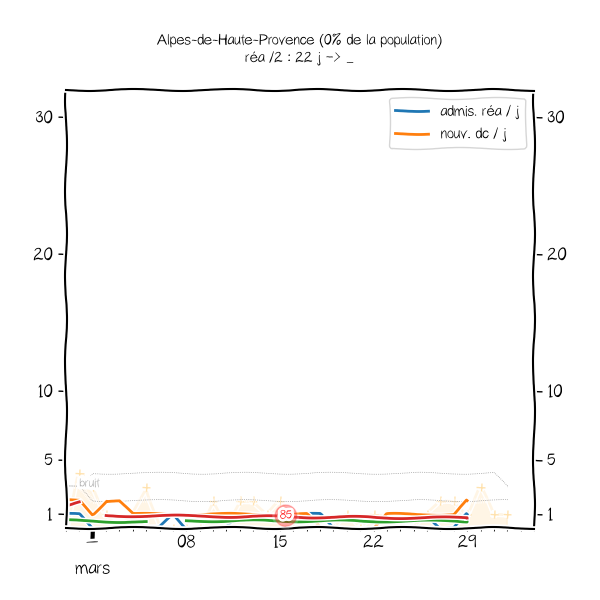 Alpes-de-Haute-Provence (0% de la population)
réa /2 : 22 j -> _
admis. réa / j
nouv. dc / j
30 30
20 20
10 10
5 5
bruit
1 85 1
1 08 15 22 29
mars